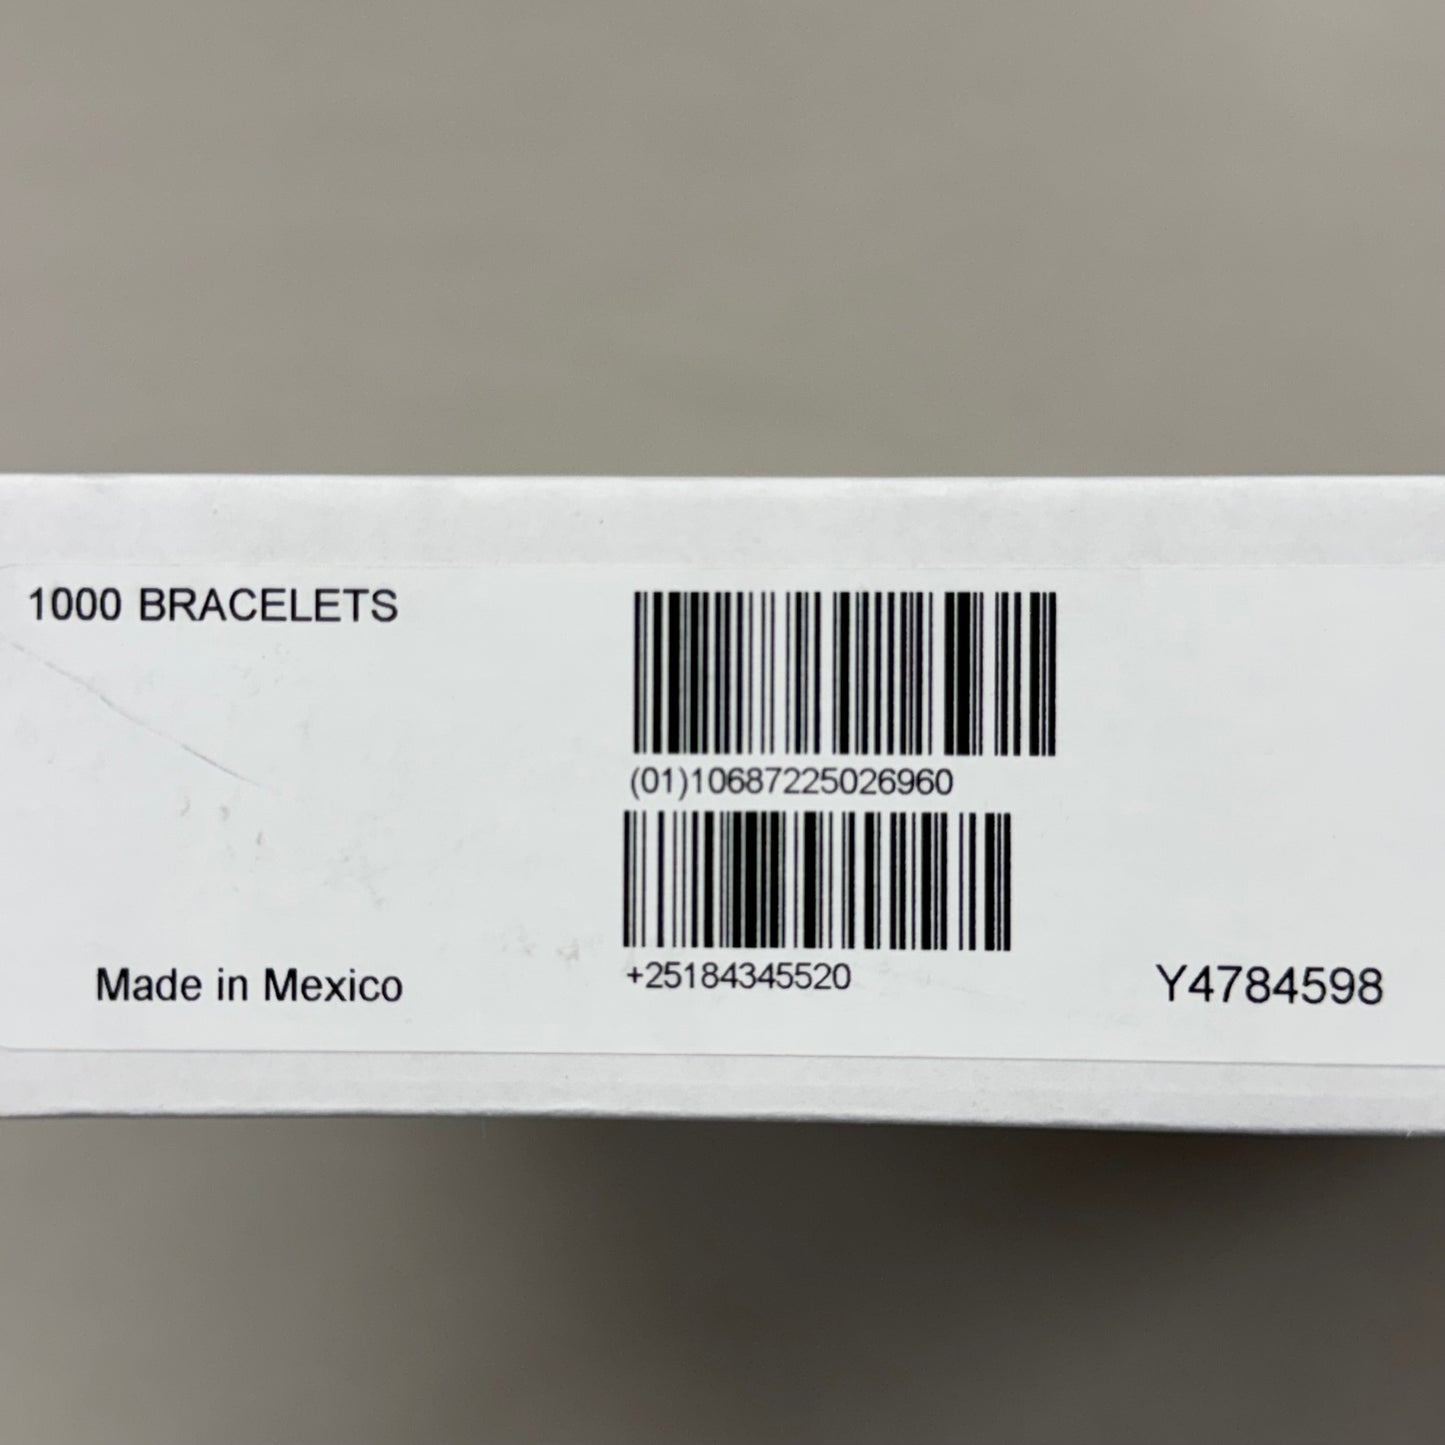 1000 BRACELETS
(01)10687225026960
+25184345520
Made in Mexico
Y4784598